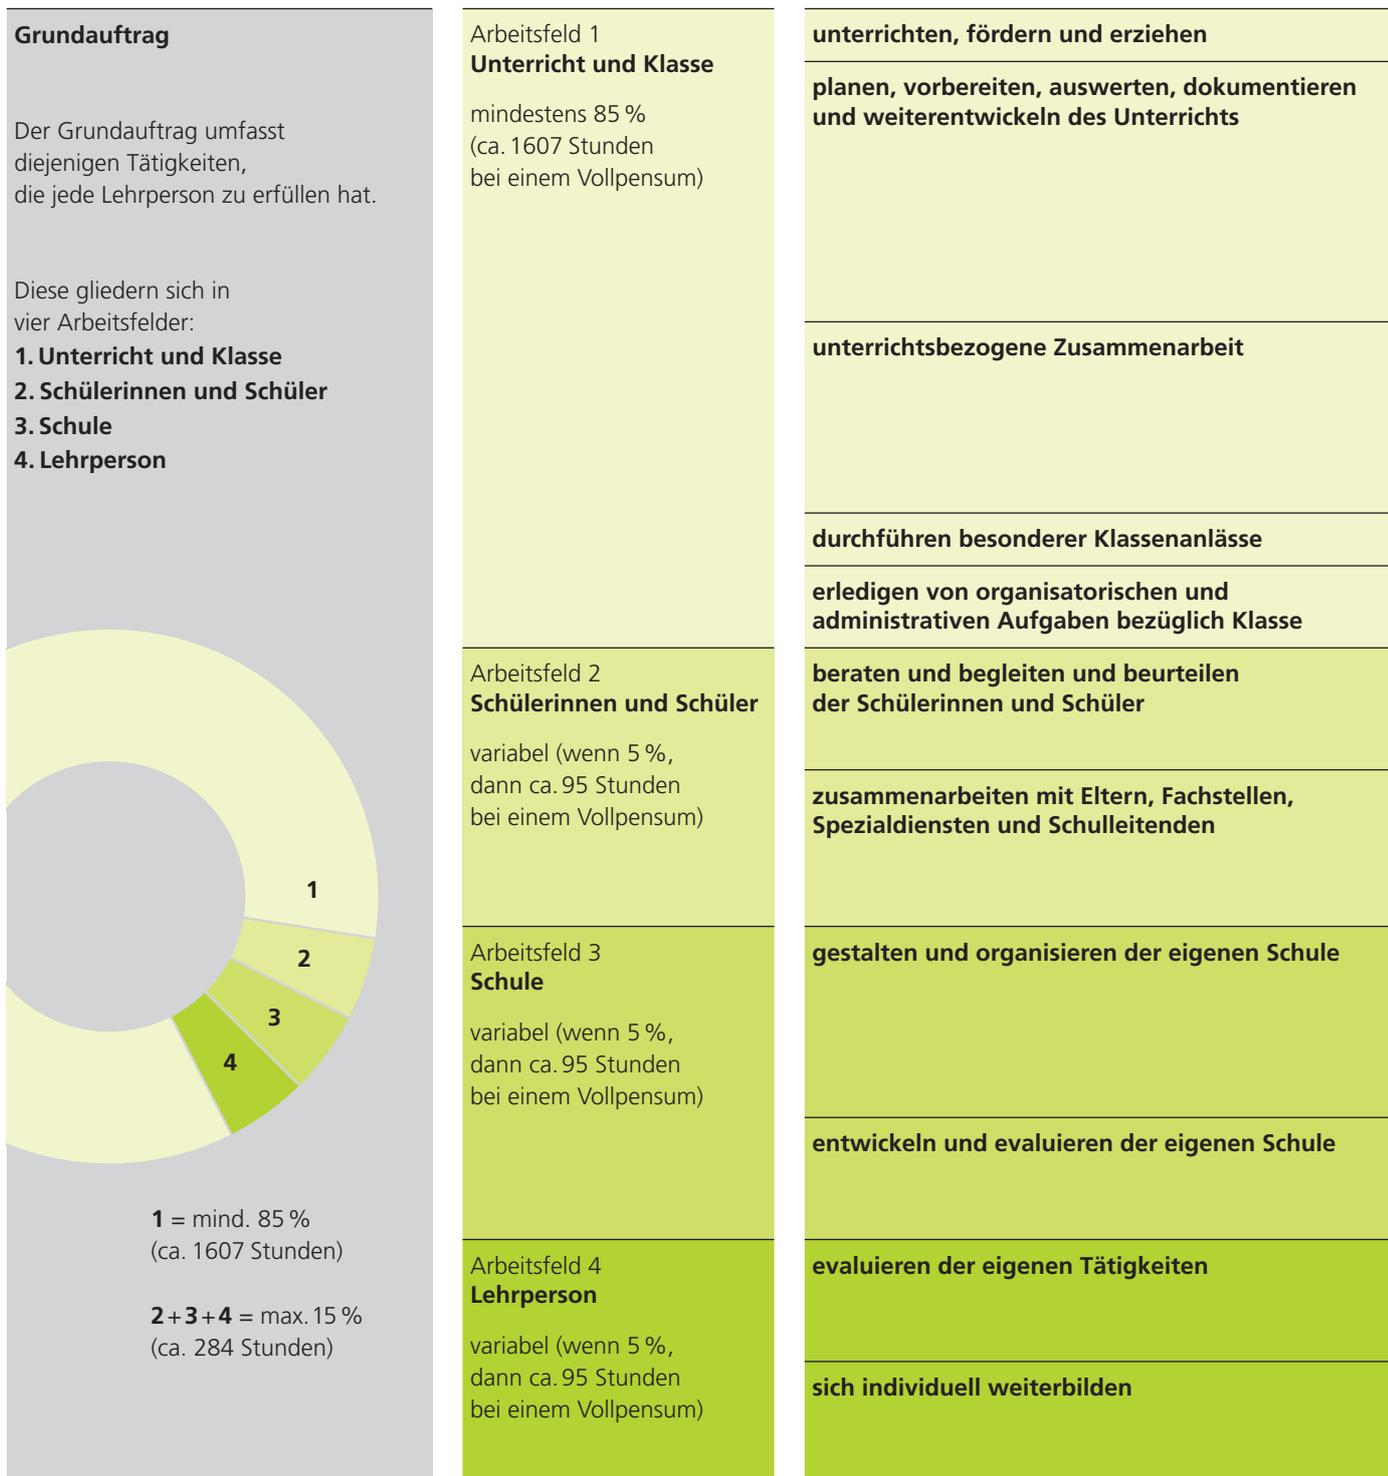 Grundauftrag
Der Grundauftrag umfasst
diejenigen Tätigkeiten,
die jede Lehrperson zu erfüllen hat.
Diese gliedern sich in
vier Arbeitsfelder:
1. Unterricht und Klasse
2. Schülerinnen und Schüler
3. Schule
4. Lehrperson
1
2
3
4
1 = mind. 85 %
(ca. 1607 Stunden)
2 + 3 + 4 = max. 15 %
(ca. 284 Stunden)
Arbeitsfeld 1
Unterricht und Klasse
mindestens 85 %
(ca. 1607 Stunden
bei einem Vollpensum)
unterrichten, fördern und erziehen
planen, vorbereiten, auswerten, dokumentieren
und weiterentwickeln des Unterrichts
unterrichtsbezogene Zusammenarbeit
durchführen besonderer Klassenanlässe
erledigen von organisatorischen und
administrativen Aufgaben bezüglich Klasse
Arbeitsfeld 2
Schülerinnen und Schüler
variabel (wenn 5 %,
dann ca. 95 Stunden
bei einem Vollpensum)
beraten und begleiten und beurteilen
der Schülerinnen und Schüler
zusammenarbeiten mit Eltern, Fachstellen,
Spezialdiensten und Schulleitenden
Arbeitsfeld 3
Schule
variabel (wenn 5 %,
dann ca. 95 Stunden
bei einem Vollpensum)
gestalten und organisieren der eigenen Schule
entwickeln und evaluieren der eigenen Schule
Arbeitsfeld 4
Lehrperson
variabel (wenn 5 %,
dann ca. 95 Stunden
bei einem Vollpensum)
evaluieren der eigenen Tätigkeiten
sich individuell weiterbilden